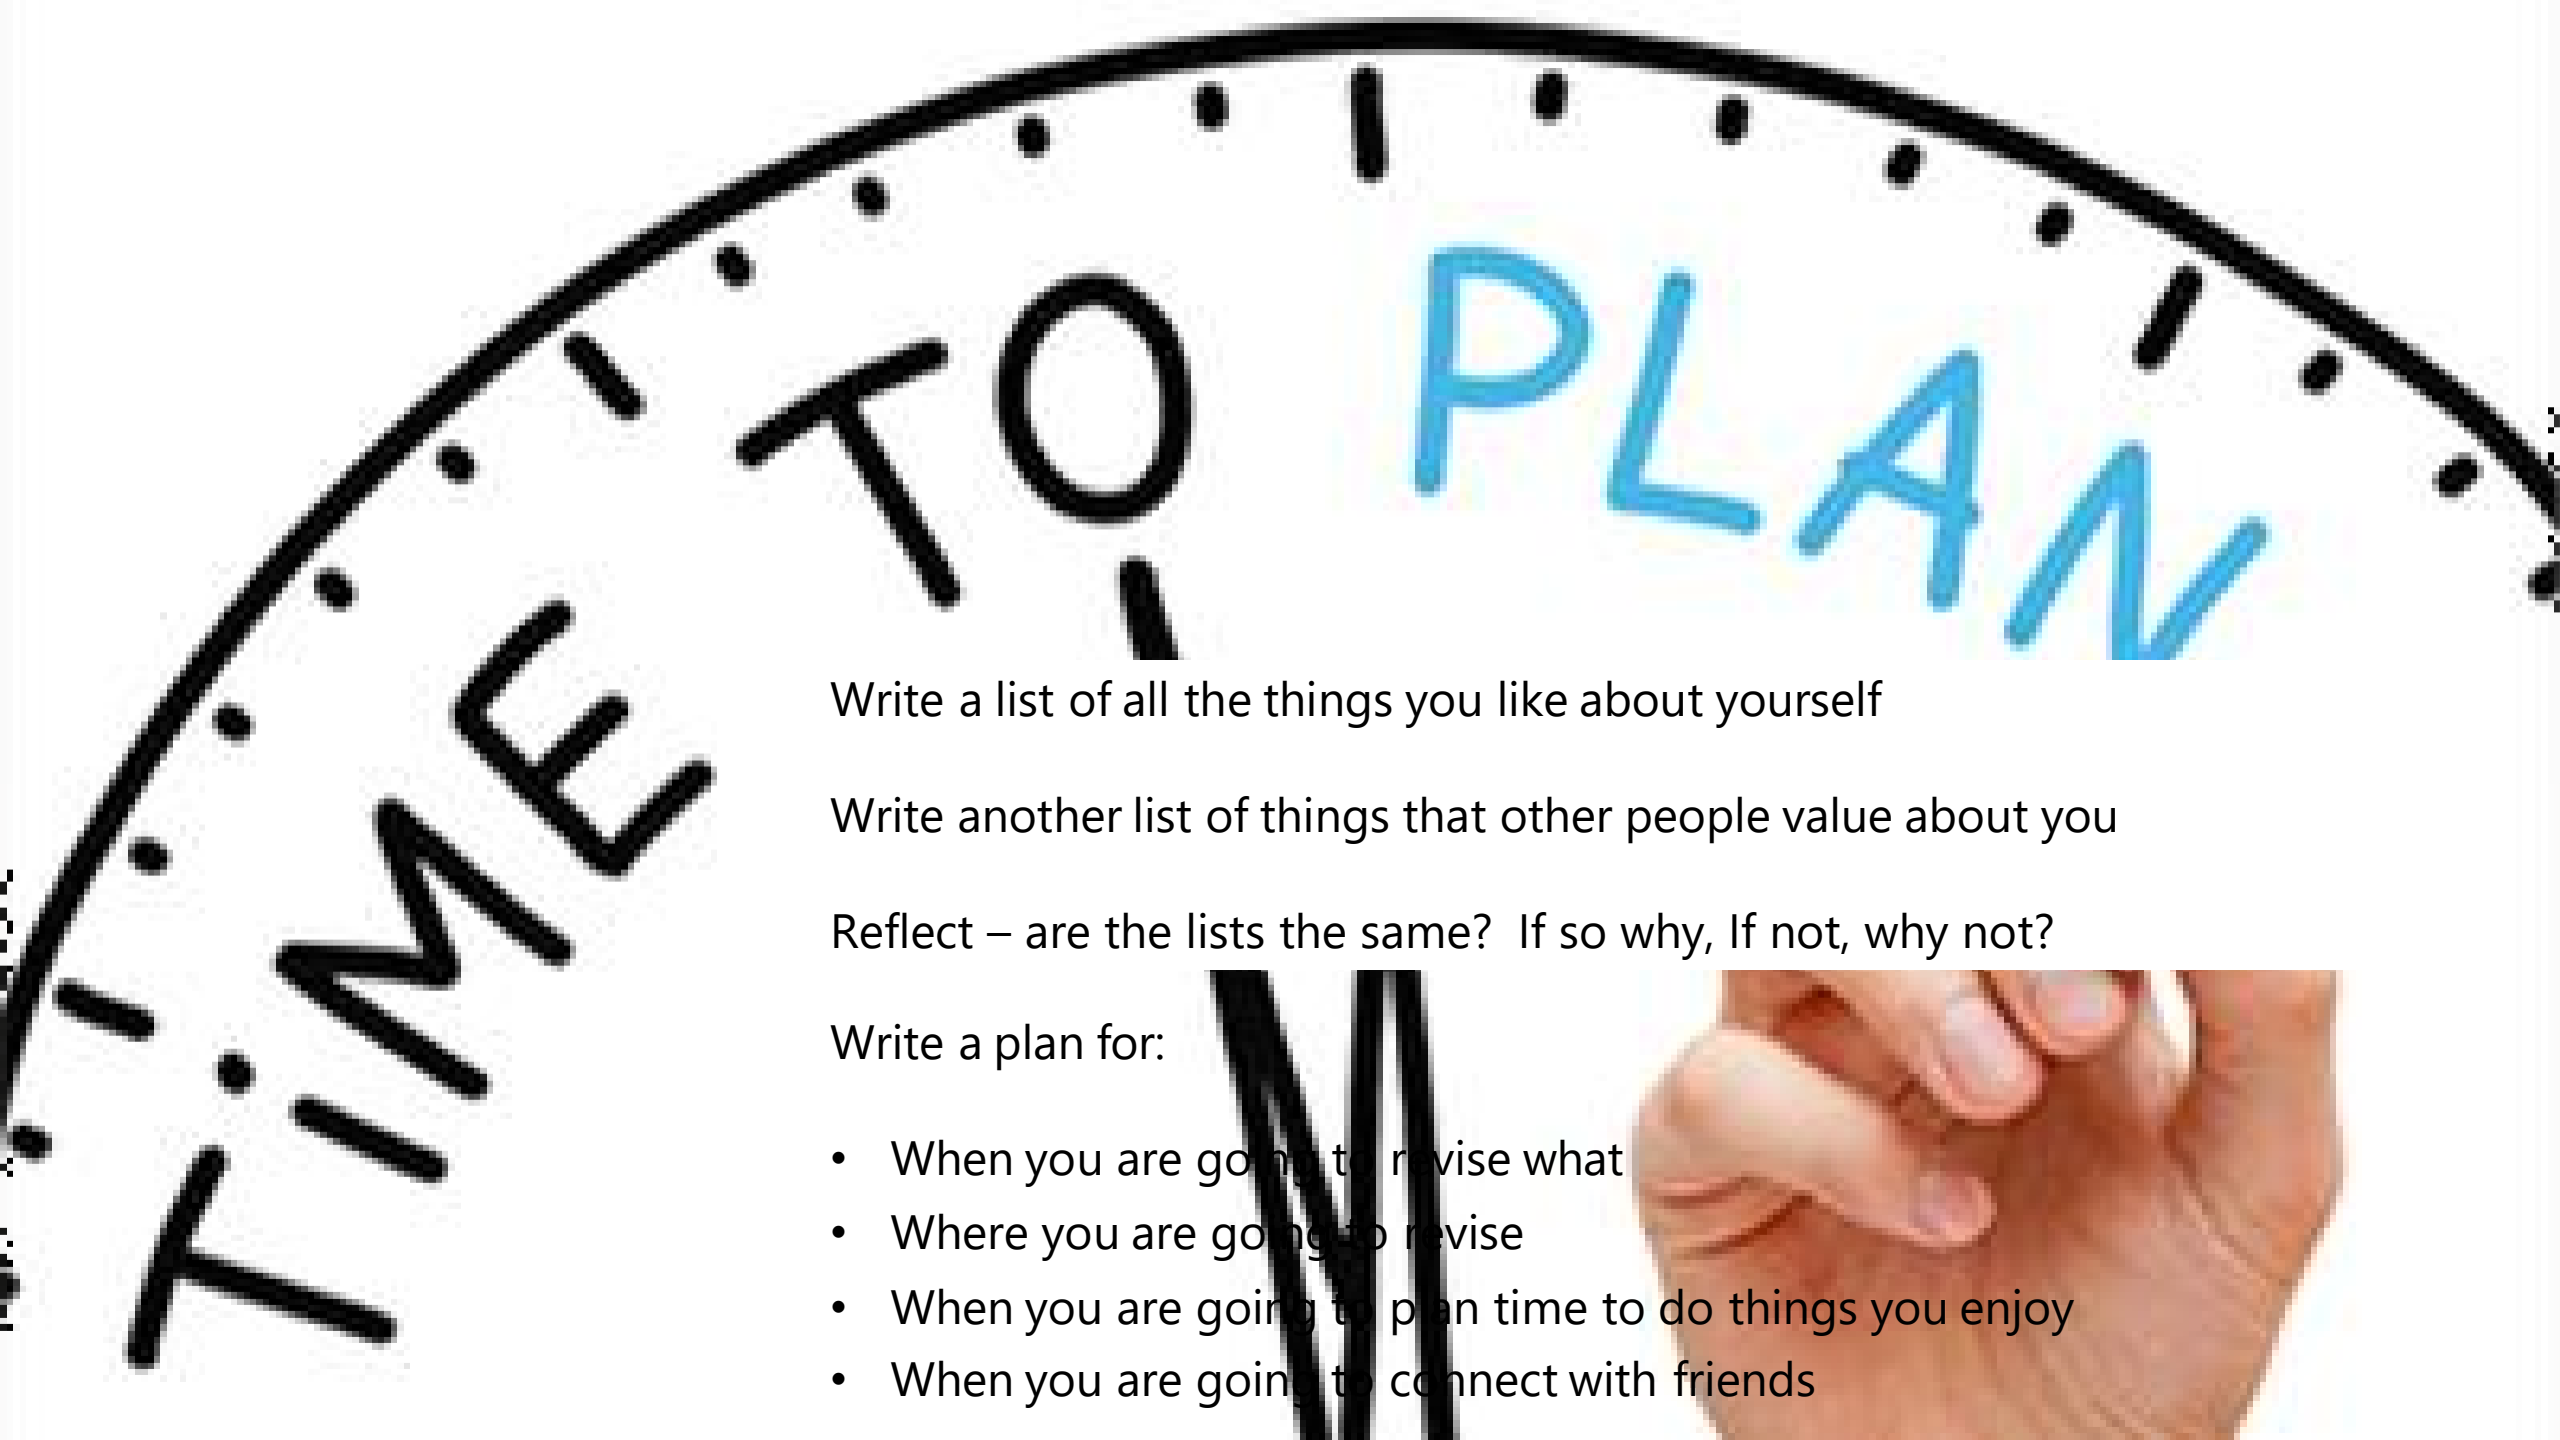 TiME TO PLAN
Write a list of all the things you like about yourself
Write another list of things that other people value about you
Reflect – are the lists the same?  If so why, If not, why not?
Write a plan for:
• When you are going to revise what
• Where you are going to revise
• When you are going to plan time to do things you enjoy
• When you are going to connect with friends